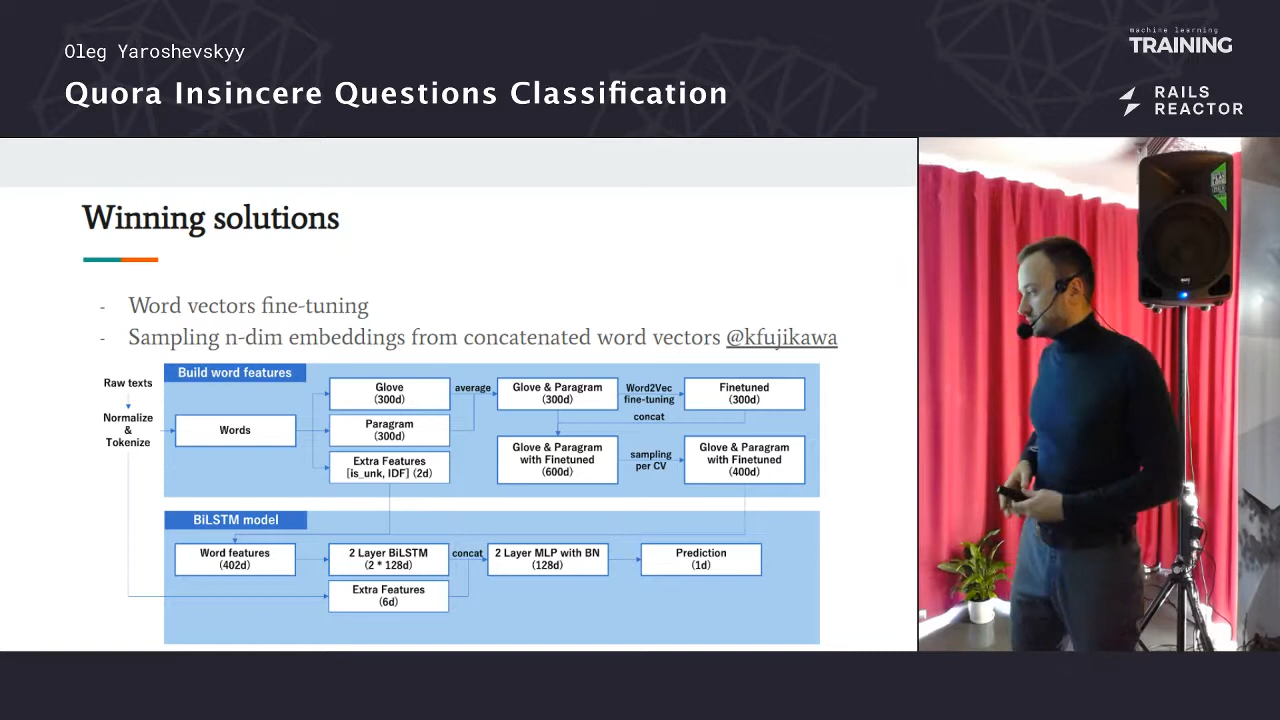 Oleg Yaroshevskyy
Quora Insincere Questions Classification
machine learning
TRAINING
RAILS
REACTOR
Winning solutions
- Word vectors fine-tuning
- Sampling n-dim embeddings from concatenated word vectors @kfujikawa
Build word features
Raw texts
Normalize
&
Tokenize
Words
Glove
(300d)
average
Glove & Paragram
(300d)
Word2Vec
fine-tuning
Finetuned
(300d)
Paragram
(300d)
concat
Extra Features
[is_unk, IDF] (2d)
Glove & Paragram
with Finetuned
(600d)
sampling
per CV
Glove & Paragram
with Finetuned
(400d)
BiLSTM model
Word features
(402d)
2 Layer BiLSTM
(2 * 128d)
concat
2 Layer MLP with BN
(128d)
Prediction
(1d)
Extra Features
(6d)